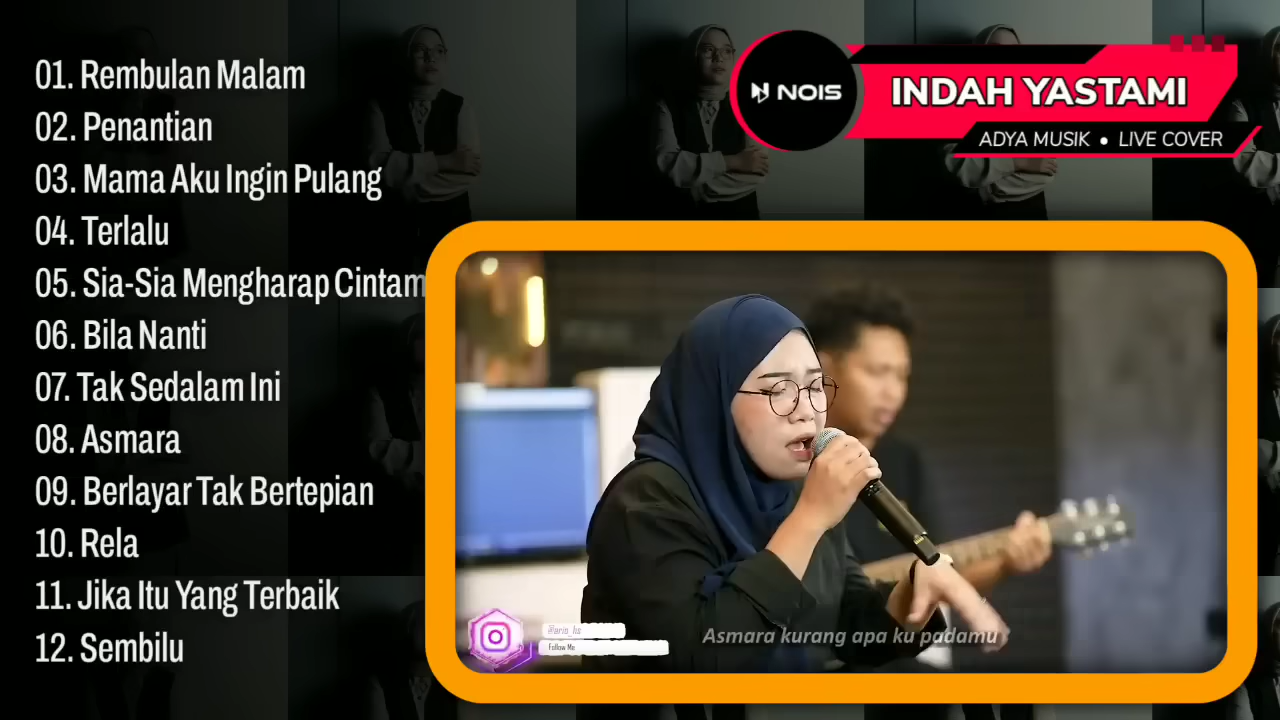 01. Rembulan Malam
02. Penantian
03. Mama Aku Ingin Pulang
04. Terlalu
05. Sia-Sia Mengharap Cintam
06. Bila Nanti
07. Tak Sedalam Ini
08. Asmara
09. Berlayar Tak Bertepian
10. Rela
11. Jika Itu Yang Terbaik
12. Sembilu
NOIS
INDAH YASTAMI
ADYA MUSIK • LIVE COVER
Follow Me
Asmara kurang apa ku padamu